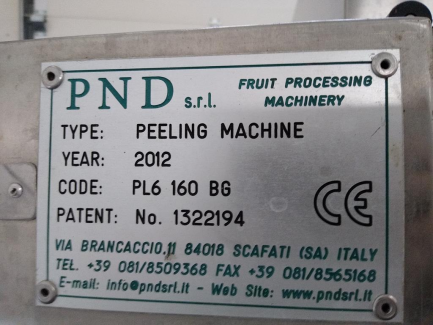 PND s.r.l. FRUIT PROCESSING
MACHINERY
TYPE: PEELING MACHINE
YEAR: 2012
CODE: PL6 160 BG
PATENT: No. 1322194
CE
VIA BRANCACCIO,11 84018 SCAFATI (SA) ITALY
TEL. +39 081/8509368 FAX +39 081/8565168
E-mail: info@pndsrl.it - Web Site: www.pndsrl.it